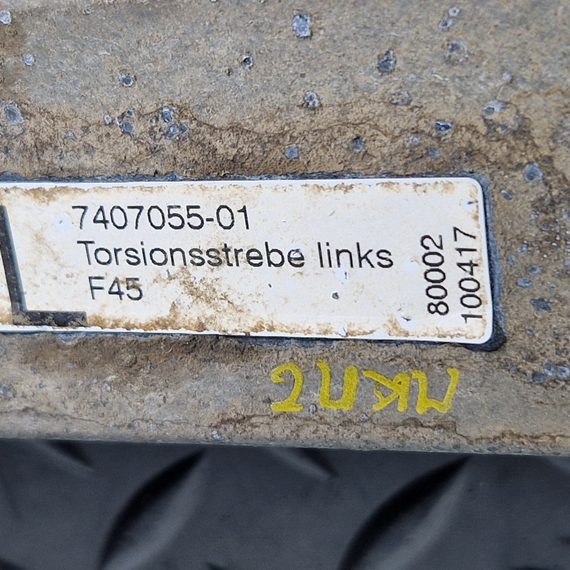 L
7407055-01
Torsionsstrebe links
F45
80002
100417